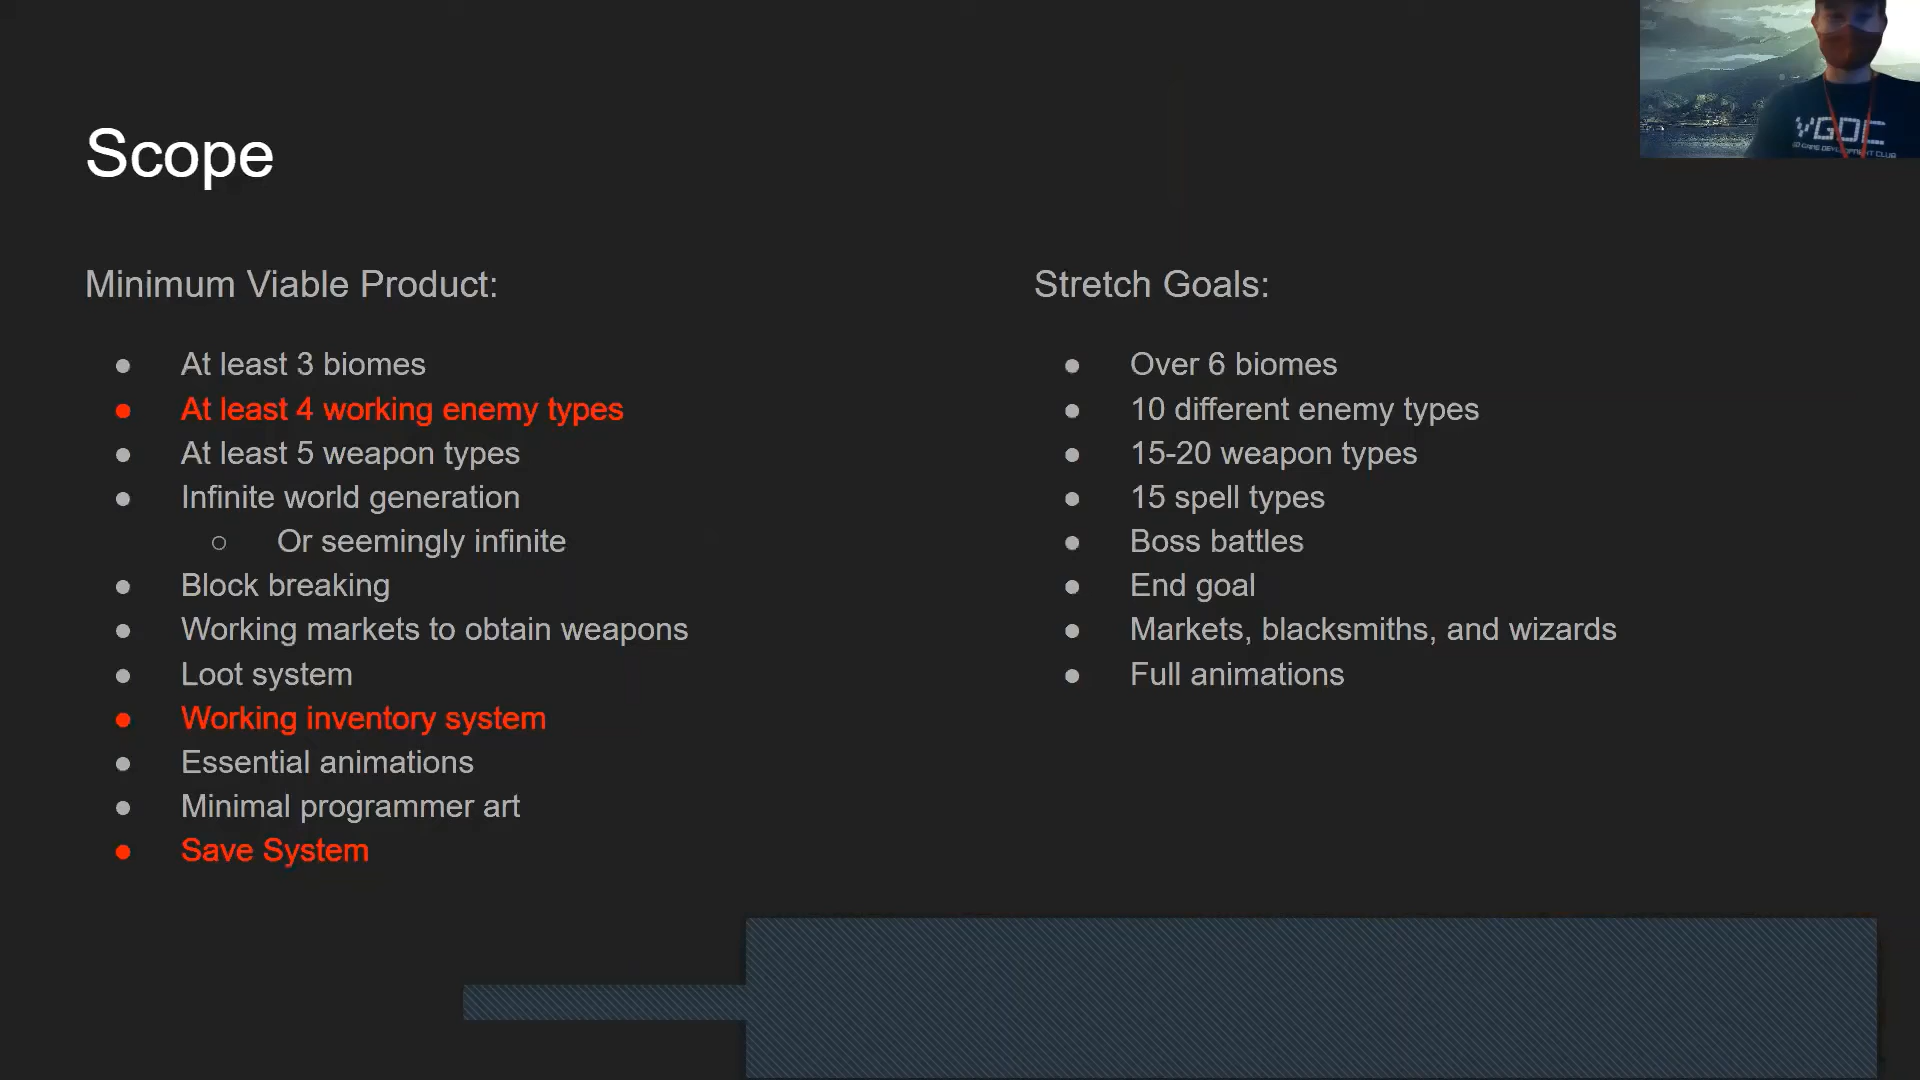 Scope
Minimum Viable Product:
● At least 3 biomes
● At least 4 working enemy types
● At least 5 weapon types
● Infinite world generation
○ Or seemingly infinite
● Block breaking
● Working markets to obtain weapons
● Loot system
● Working inventory system
● Essential animations
● Minimal programmer art
● Save System
Stretch Goals:
● Over 6 biomes
● 10 different enemy types
● 15-20 weapon types
● 15 spell types
● Boss battles
● End goal
● Markets, blacksmiths, and wizards
● Full animations
VGDC
GAME DEVELOPMENT CLUB